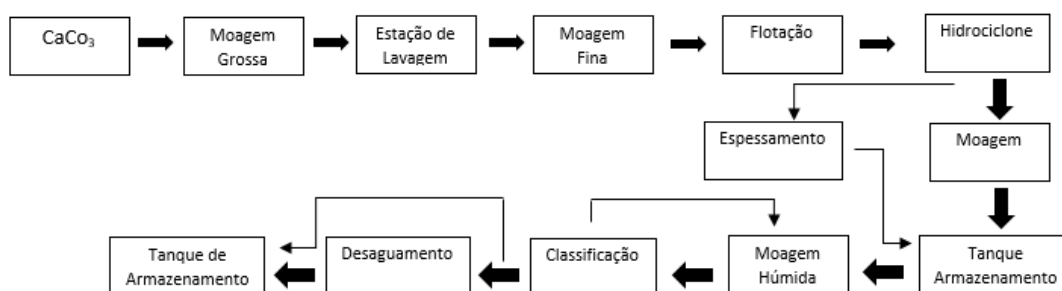 CaCo₃
Moagem
Grossa
Estação de
Lavagem
Moagem
Fina
Flotação
Hidrociclone
Espessamento
Moagem
Tanque de
Armazenamento
Desaguamento
Classificação
Moagem
Húmida
Tanque
Armazenamento